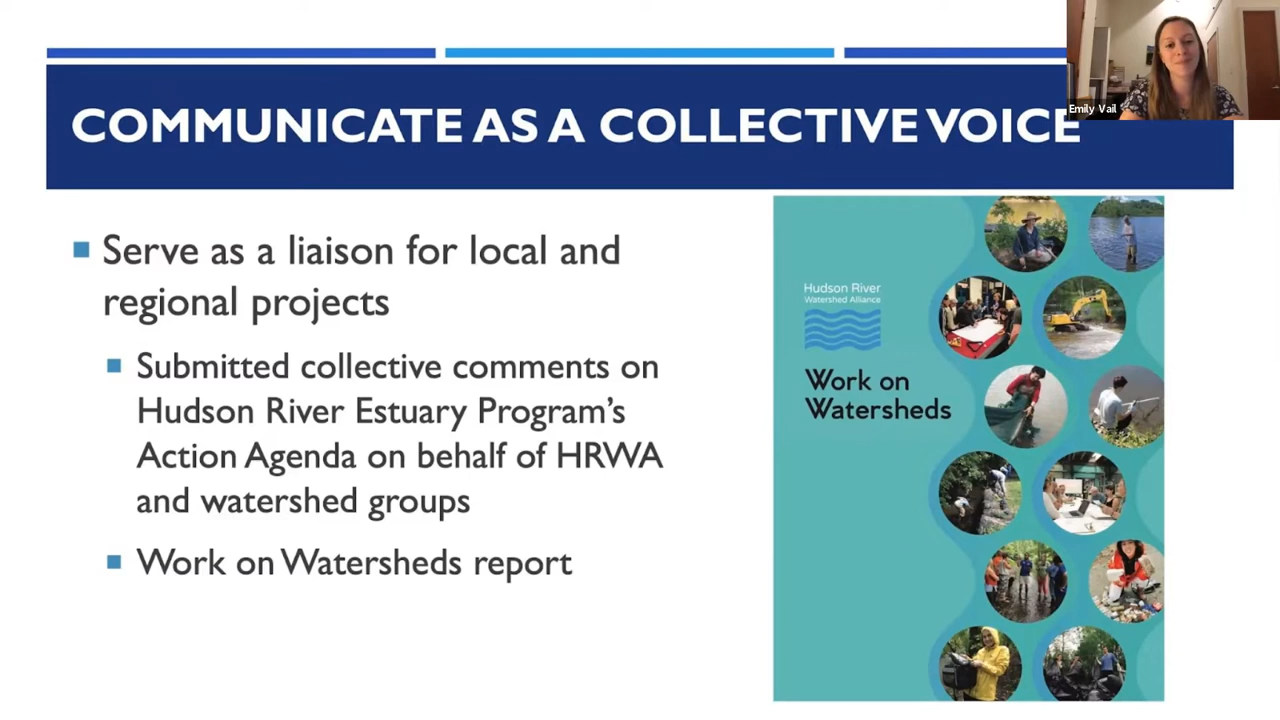 COMMUNICATE AS A COLLECTIVE VOICE
Emily Vail
Serve as a liaison for local and
regional projects
Submitted collective comments on
Hudson River Estuary Program’s
Action Agenda on behalf of HRWA
and watershed groups
Work on Watersheds report
Hudson River
Watershed Alliance
Work on
Watersheds